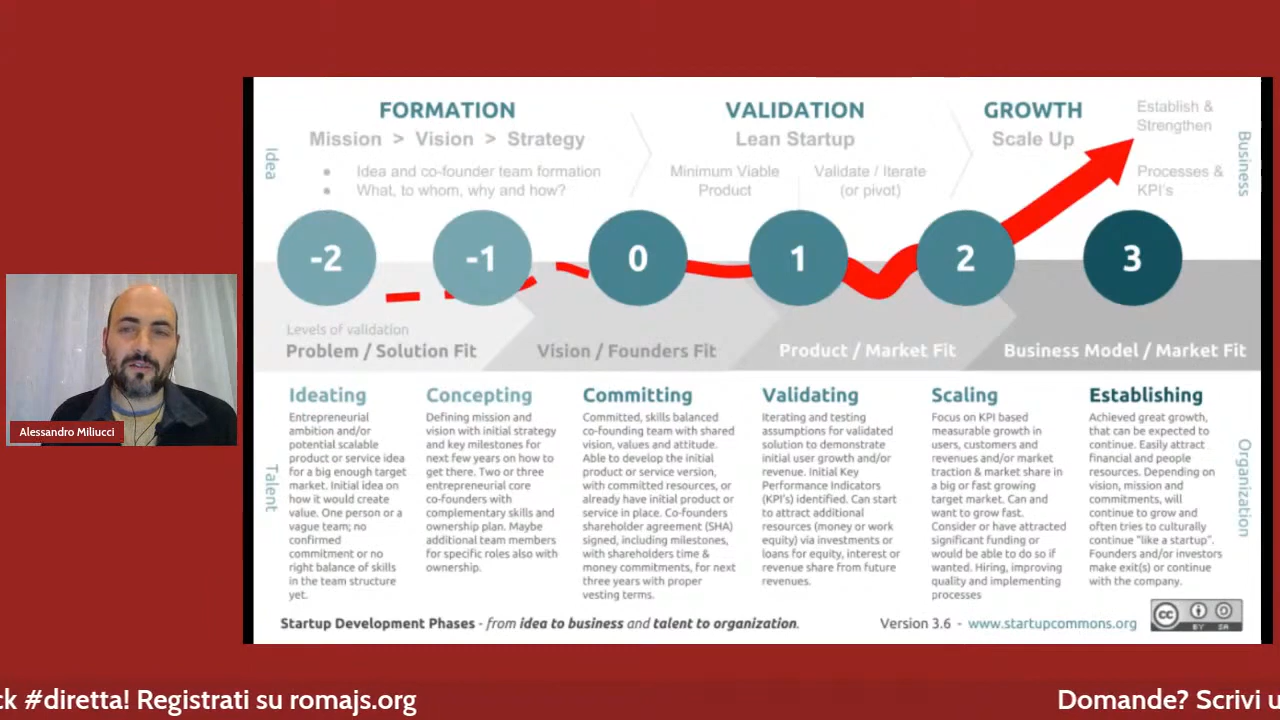 FORMATION
Mission > Vision > Strategy
• Idea and co-founder team formation
• What, to whom, why and how?
VALIDATION
Lean Startup
Minimum Viable
Product
Validate / Iterate
(or pivot)
GROWTH
Scale Up
Establish &
Strengthen
Processes &
KPI's
Idea
Business
-2
-1
0
1
2
3
Levels of validation
Problem / Solution Fit
Vision / Founders Fit
Product / Market Fit
Business Model / Market Fit
Talent
Organization
Ideating
Entrepreneurial
ambition and/or
potential scalable
product or service idea
for a big enough target
market. Initial idea on
how it would create
value. One person or a
vague team; no
confirmed
commitment or no
right balance of skills
in the team structure
yet.
Concepting
Defining mission and
vision with initial strategy
and key milestones for
next few years on how to
get there. Two or three
entrepreneurial core
co-founders with
complementary skills and
ownership plan. Maybe
additional team members
for specific roles also with
ownership.
Committing
Committed, skills balanced
co-founding team with shared
vision, values and attitude.
Able to develop the initial
product or service version,
with committed resources, or
already have initial product or
service in place. Co-founders
shareholder agreement (SHA)
signed, including milestones,
with shareholders time &
money commitments, for next
three years with proper
vesting terms.
Validating
Iterating and testing
assumptions for validated
solution to demonstrate
initial user growth and/or
revenue. Initial Key
Performance Indicators
(KPI's) identified. Can start
to attract additional
resources (money or work
equity) via investments or
loans for equity, interest or
revenue share from future
revenues.
Scaling
Focus on KPI based
measurable growth in
users, customers and
revenues and/or market
traction & market share in
a big or fast growing
target market. Can and
want to grow fast.
Consider or have attracted
significant funding or
would be able to do so if
wanted. Hiring, improving
quality and implementing
processes
Establishing
Achieved great growth,
that can be expected to
continue. Easily attract
financial and people
resources. Depending on
vision, mission and
commitments, will
continue to grow and
often tries to culturally
continue "like a startup".
Founders and/or investors
make exit(s) or continue
with the company.
Startup Development Phases - from idea to business and talent to organization.
Version 3.6 - www.startupcommons.org
cc BY SA
Alessandro Miliucci
ck #diretta! Registrati su romajs.org
Domande? Scrivi u